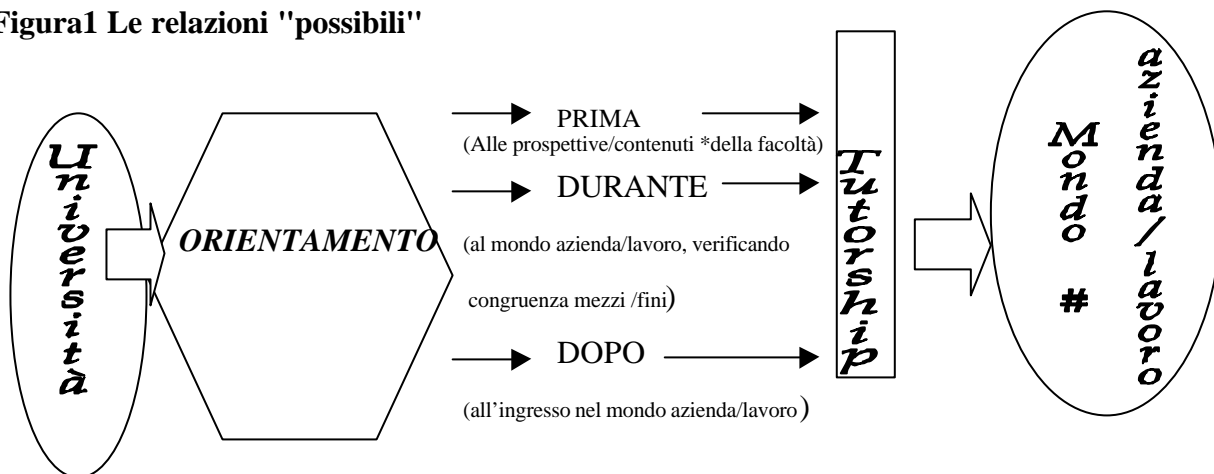 Figura1 Le relazioni "possibili"
Università
ORIENTAMENTO
PRIMA
(Alle prospettive/contenuti *della facoltà)
DURANTE
(al mondo azienda/lavoro, verificando
congruenza mezzi /fini)
DOPO
(all'ingresso nel mondo azienda/lavoro)
Tutorship
Mondo #
azienda/lavoro